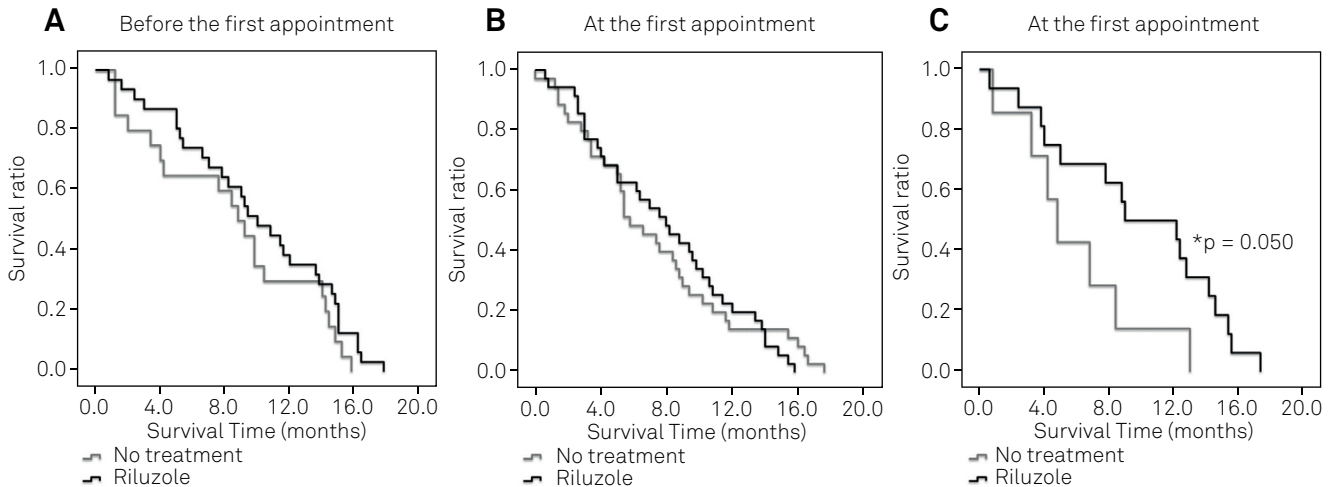 A Before the first appointment
1.0
0.8
0.6
0.4
0.2
0.0
Survival ratio
0.0 4.0 8.0 12.0 16.0 20.0
Survival Time (months)
No treatment
Riluzole
B At the first appointment
1.0
0.8
0.6
0.4
0.2
0.0
Survival ratio
0.0 4.0 8.0 12.0 16.0 20.0
Survival Time (months)
No treatment
Riluzole
C At the first appointment
1.0
0.8
0.6
0.4
0.2
0.0
Survival ratio
*p = 0.050
0.0 4.0 8.0 12.0 16.0 20.0
Survival Time (months)
No treatment
Riluzole